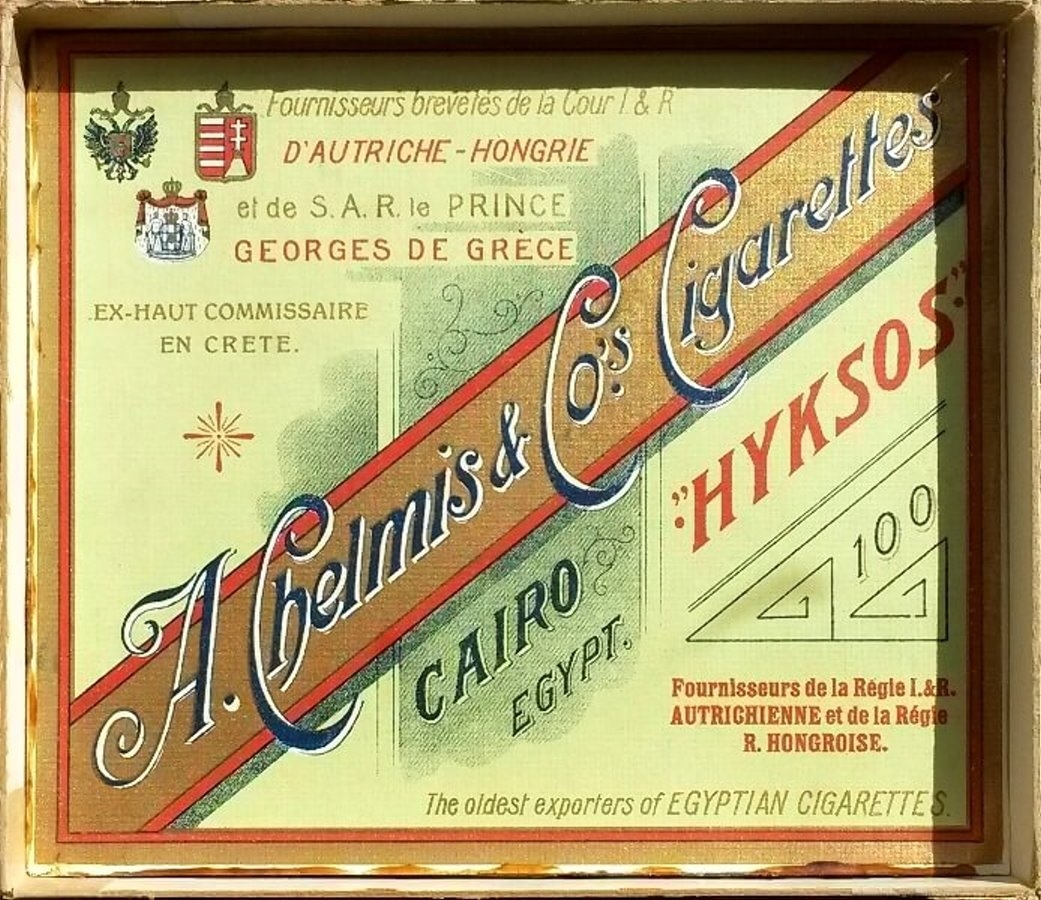 Fournisseurs brevetés de la Cour I. & R
D'AUTRICHE-HONGRIE
et de S.A.R. le PRINCE
GEORGES DE GRÈCE
EX-HAUT COMMISSAIRE
EN CRETE.
A. Chelmis & Co's. Cigarettes
"HYKSOS"
100
CAIRO
EGYPT.
Fournisseurs de la Régie I.&R.
AUTRICHIENNE et de la Régie
R. HONGROISE.
The oldest exporters of EGYPTIAN CIGARETTES.